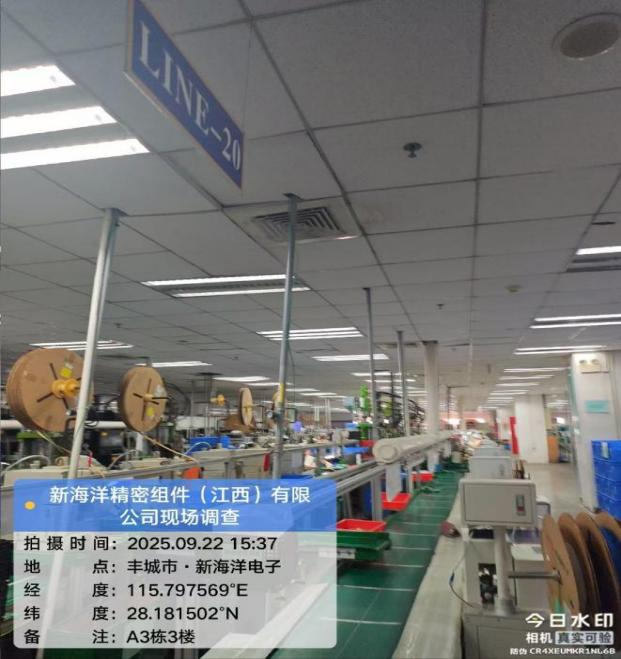 LINE-20
新海洋精密组件（江西）有限
公司现场调查
拍摄时间：2025.09.22 15:37
地点：丰城市·新海洋电子
经度：115.797569°E
纬度：28.181502°N
备注：A3栋3楼
今日水印
相机 真实可验
防伪 CR4XEUMKR1NL6B